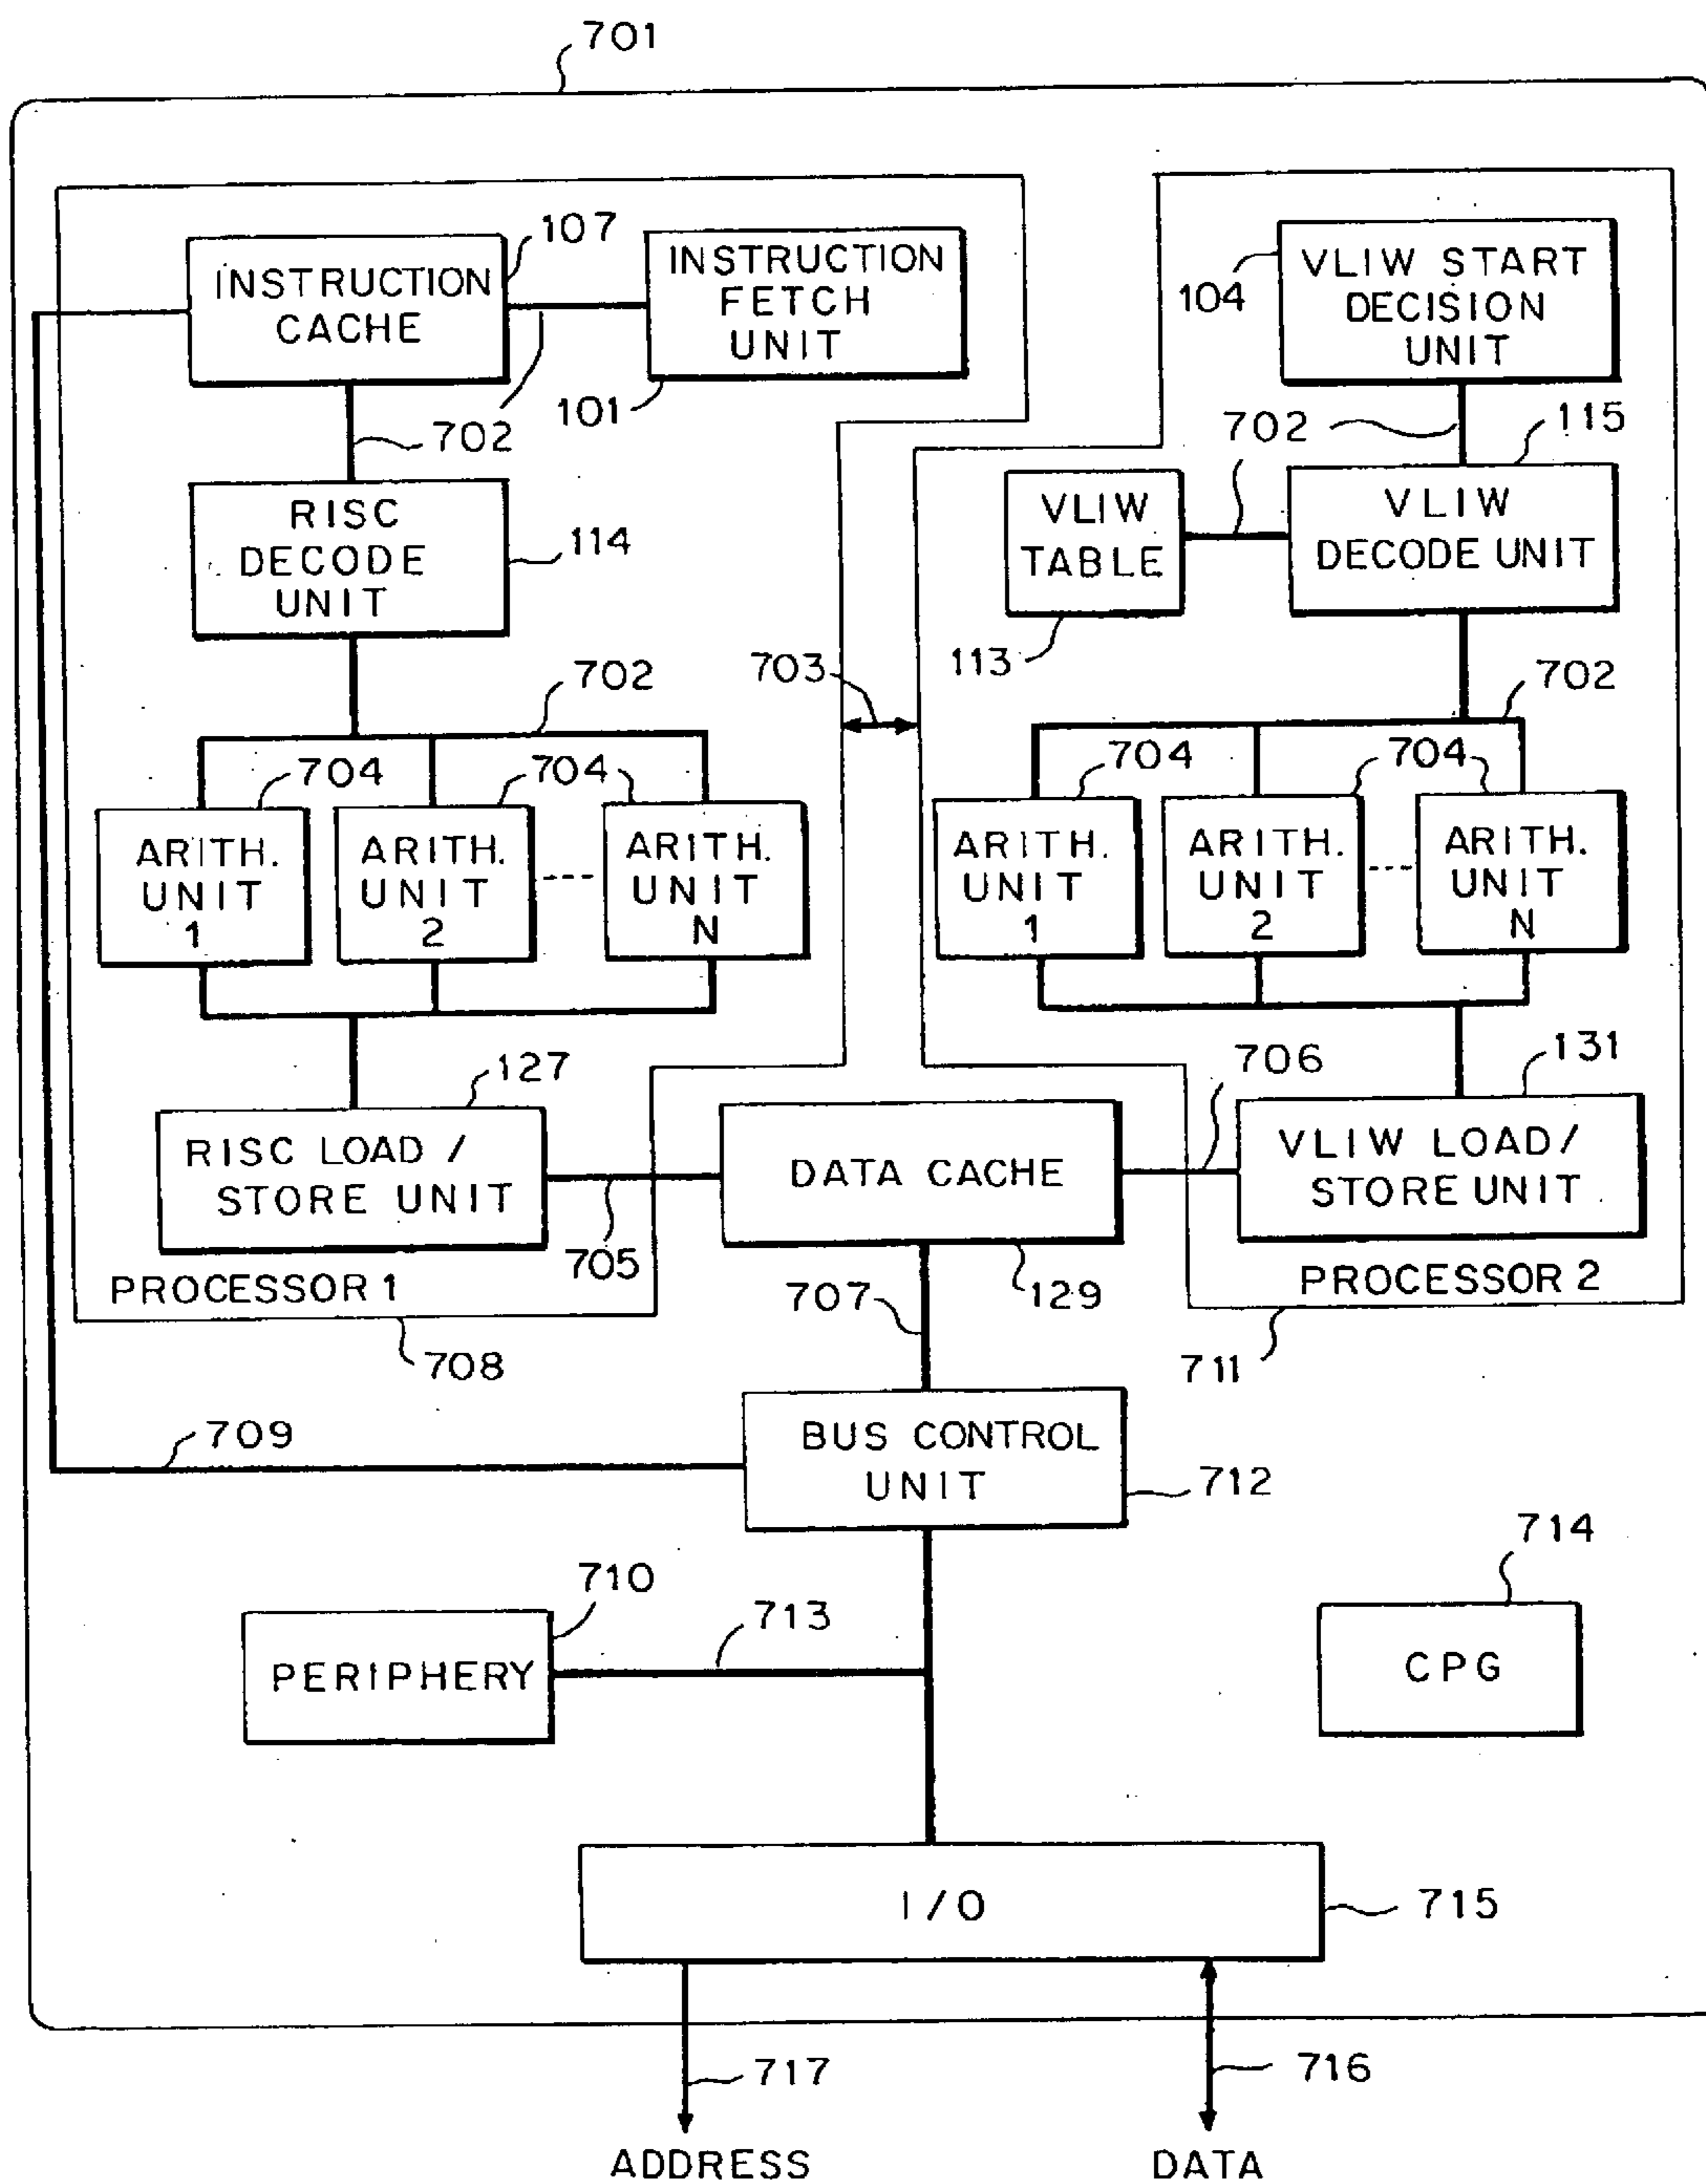 701
107
INSTRUCTION
CACHE
INSTRUCTION
FETCH
UNIT
101
702
702
RISC
DECODE
UNIT
114
702
704
704
ARITH.
UNIT
1
ARITH.
UNIT
2
ARITH.
UNIT
N
127
RISC LOAD /
STORE UNIT
705
PROCESSOR 1
708
703
104
VLIW START
DECISION
UNIT
702
115
VLIW
TABLE
113
VLIW
DECODE UNIT
702
704
704
ARITH.
UNIT
1
ARITH.
UNIT
2
ARITH.
UNIT
N
706
131
VLIW LOAD/
STORE UNIT
PROCESSOR 2
711
DATA CACHE
129
707
709
BUS CONTROL
UNIT
712
710
PERIPHERY
713
714
CPG
I/O
715
717
716
ADDRESS
DATA